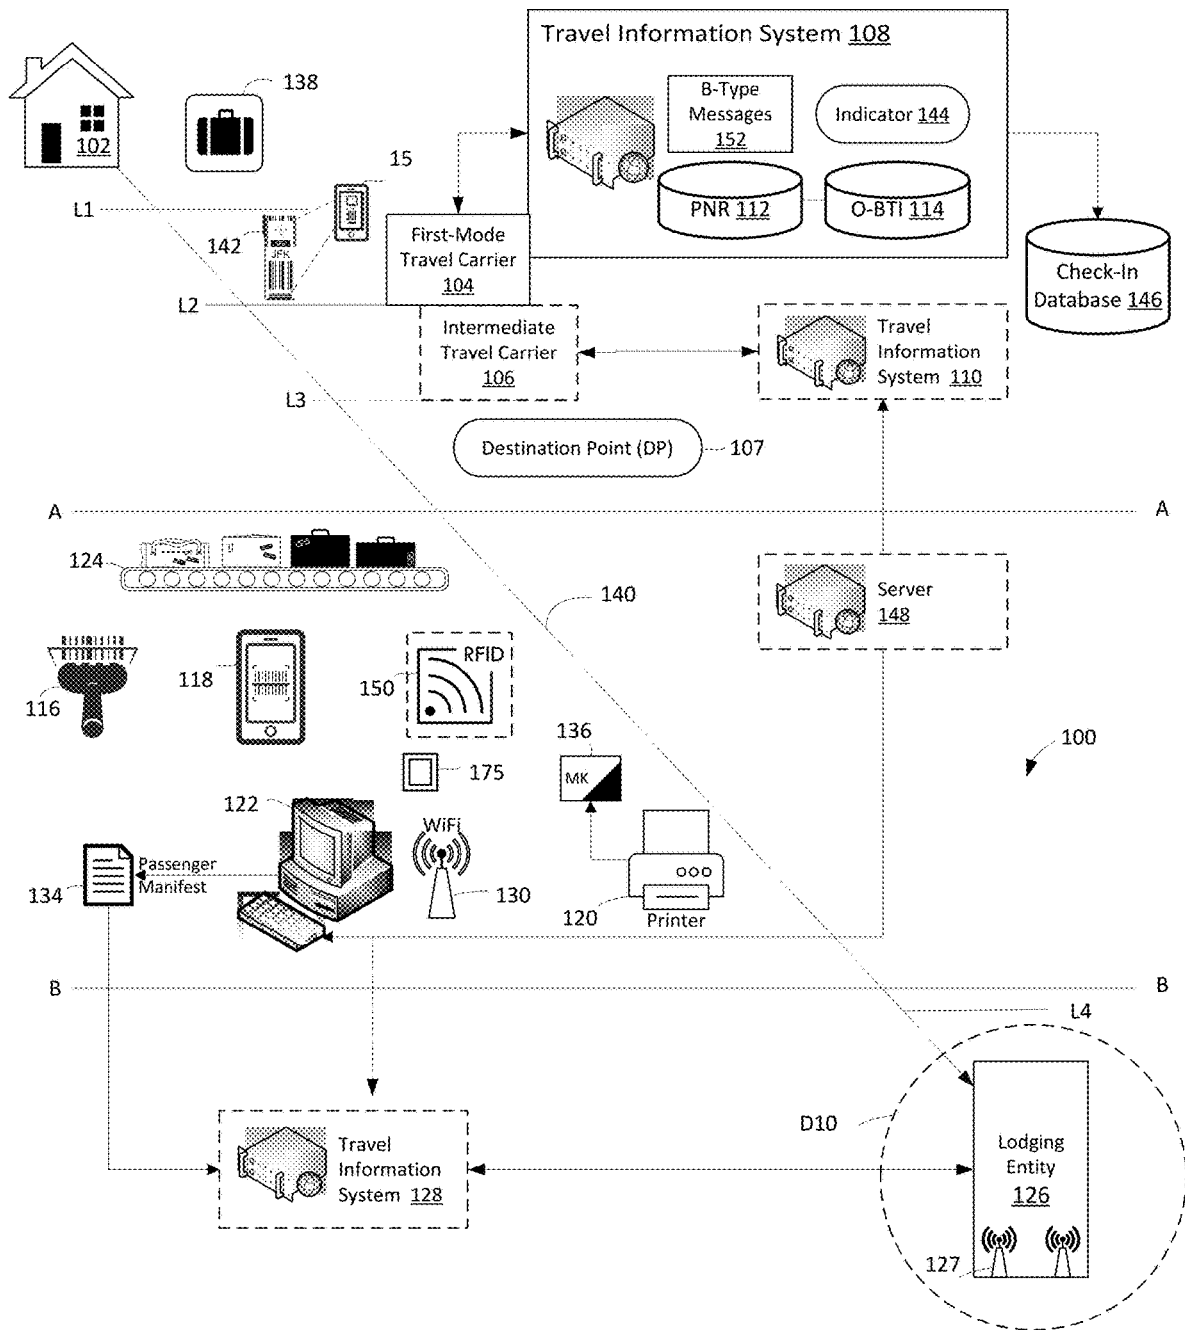 Travel Information System 108
138
B-Type
Messages
152
Indicator 144
102
15
L1
142
JFK
PNR 112
O-BTI 114
First-Mode
Travel Carrier
104
Check-In
Database 146
L2
Intermediate
Travel Carrier
106
Travel
Information
System 110
L3
Destination Point (DP)
107
A
A
124
140
Server
148
118
RFID
150
116
136
100
MK
175
122
WiFi
Passenger
Manifest
134
130
120
Printer
B
B
L4
D10
Travel
Information
System 128
Lodging
Entity
126
127